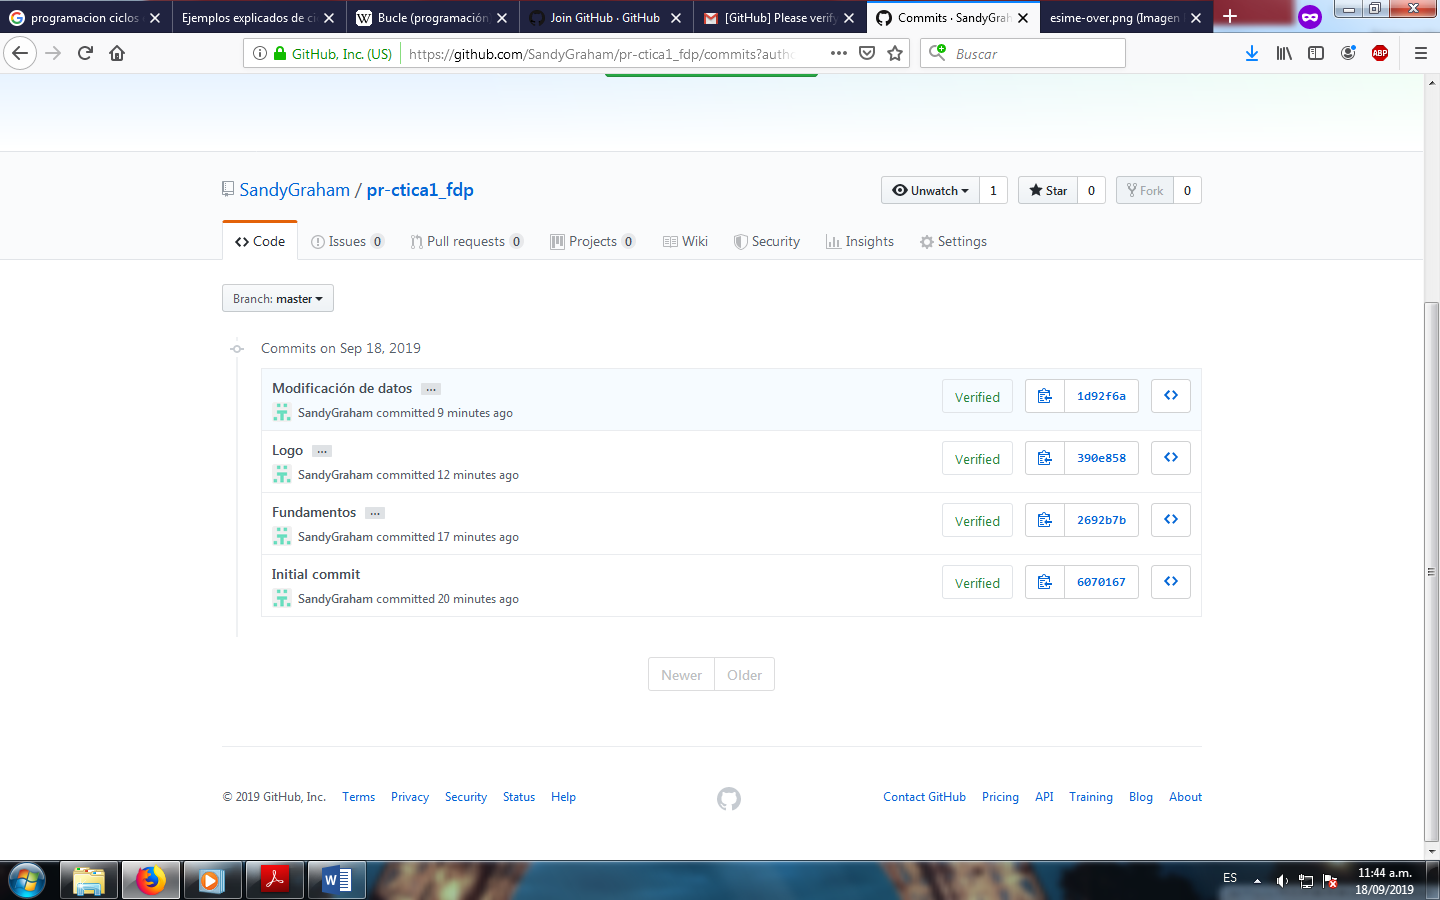 programacion ciclos
Ejemplos explicados de ci
Bucle (programación)
Join GitHub · GitHub
[GitHub] Please verify
Commits · SandyGrah
esime-over.png (Imagen
GitHub, Inc. (US)
https://github.com/SandyGraham/pr-ctica1_fdp/commits?autho
Buscar
ABP
SandyGraham / pr-ctica1_fdp
Unwatch 1
Star 0
Fork 0
Code
Issues 0
Pull requests 0
Projects 0
Wiki
Security
Insights
Settings
Branch: master
Commits on Sep 18, 2019
Modificación de datos ...
SandyGraham committed 9 minutes ago
Verified
1d92f6a
Logo ...
SandyGraham committed 12 minutes ago
Verified
390e858
Fundamentos ...
SandyGraham committed 17 minutes ago
Verified
2692b7b
Initial commit
SandyGraham committed 20 minutes ago
Verified
6070167
Newer
Older
© 2019 GitHub, Inc.
Terms
Privacy
Security
Status
Help
Contact GitHub
Pricing
API
Training
Blog
About
ES
11:44 a.m.
18/09/2019